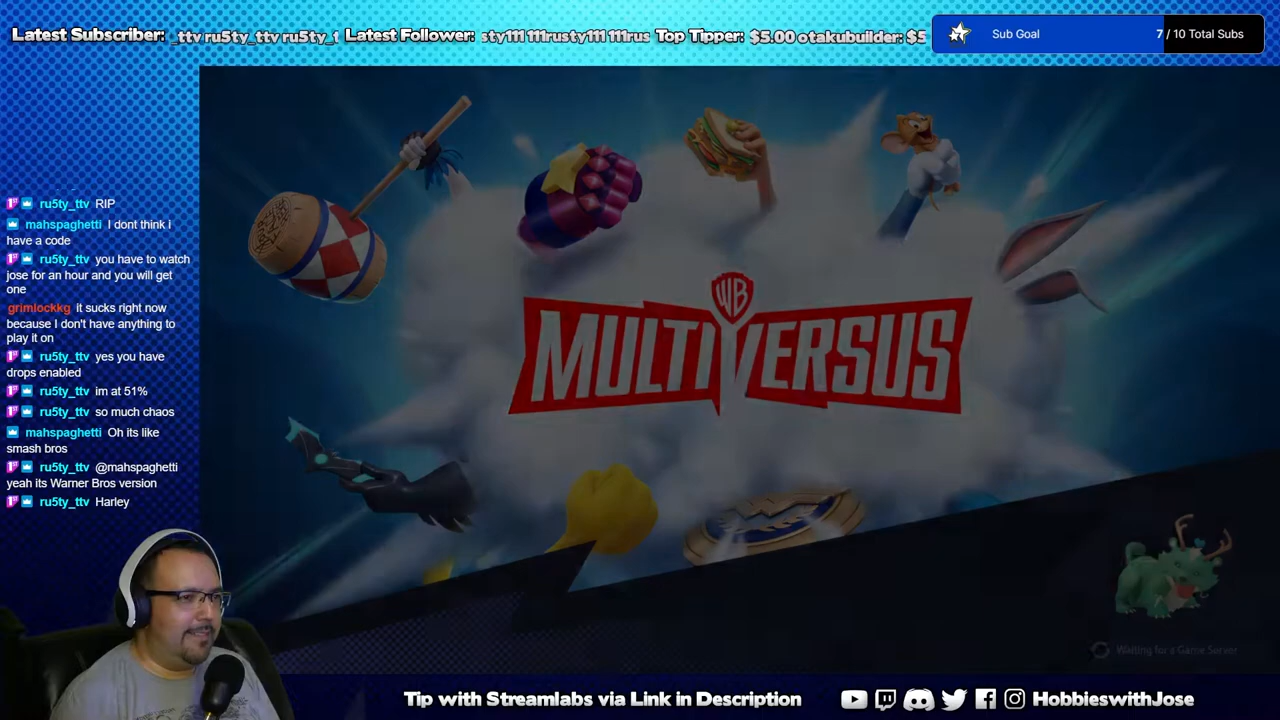 Latest Subscriber: _ttv ru5ty_ttv ru5ty_t Latest Follower: sty111 111rusty111 111rus Top Tipper: $5.00 otakubuilder: $5
Sub Goal 7 / 10 Total Subs
ru5ty_ttv RIP
mahspaghetti I dont think i
have a code
ru5ty_ttv you have to watch
jose for an hour and you will get
one
grimlockkg it sucks right now
because I don't have anything to
play it on
ru5ty_ttv yes you have
drops enabled
ru5ty_ttv im at 51%
ru5ty_ttv so much chaos
mahspaghetti Oh its like
smash bros
ru5ty_ttv @mahspaghetti
yeah its Warner Bros version
ru5ty_ttv Harley
WB
MULTIVERSUS
Waiting for a Game Server
Tip with Streamlabs via Link in Description HobbieswithJose